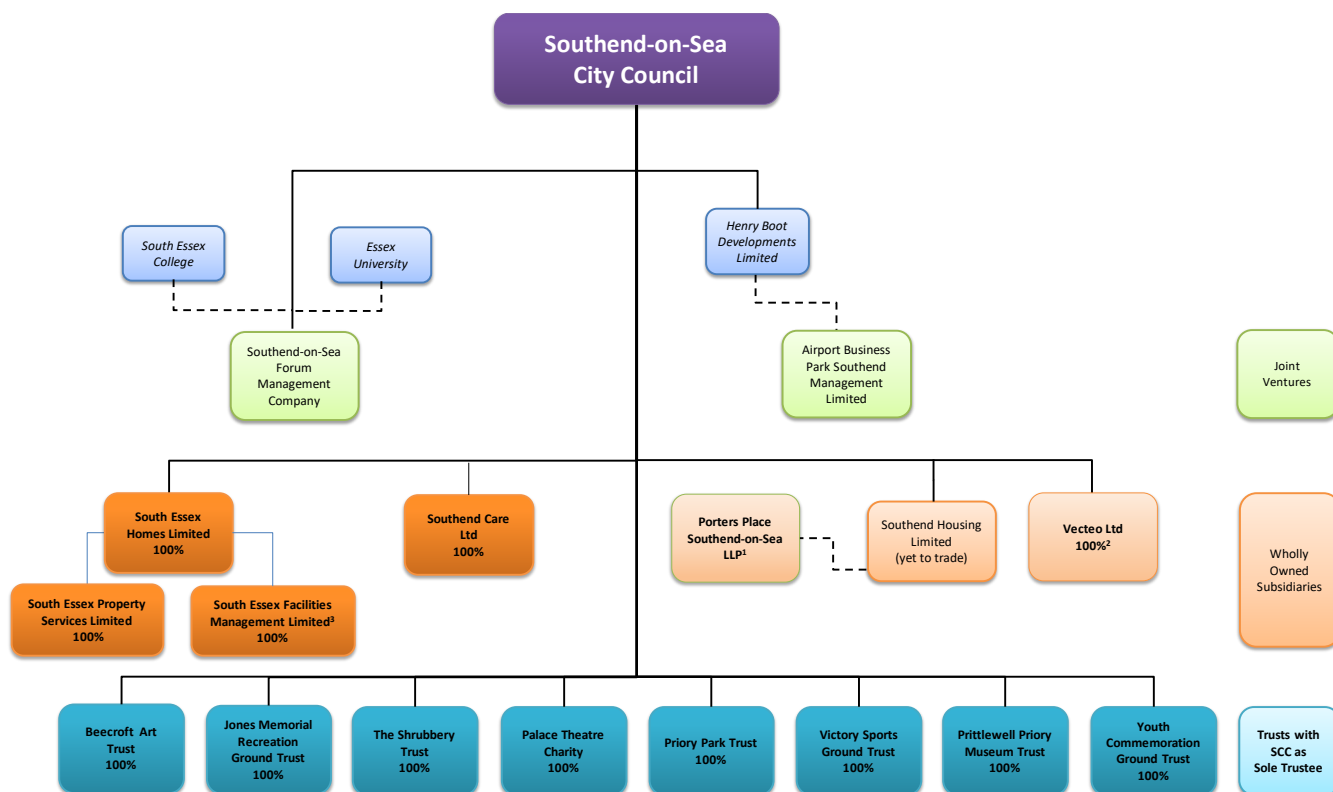 Southend-on-Sea
City Council
South Essex
College
Essex
University
Henry Boot
Developments
Limited
Southend-on-Sea
Forum
Management
Company
Airport Business
Park Southend
Management
Limited
Joint
Ventures
South Essex
Homes Limited
100%
Southend Care
Ltd
100%
Porters Place
Southend-on-Sea
LLP¹
Southend Housing
Limited
(yet to trade)
Vecteo Ltd
100%²
Wholly
Owned
Subsidiaries
South Essex Property
Services Limited
100%
South Essex Facilities
Management Limited³
100%
Beecroft Art
Trust
100%
Jones Memorial
Recreation
Ground Trust
100%
The Shrubbery
Trust
100%
Palace Theatre
Charity
100%
Priory Park Trust
100%
Victory Sports
Ground Trust
100%
Prittlewell Priory
Museum Trust
100%
Youth
Commemoration
Ground Trust
100%
Trusts with
SCC as
Sole Trustee